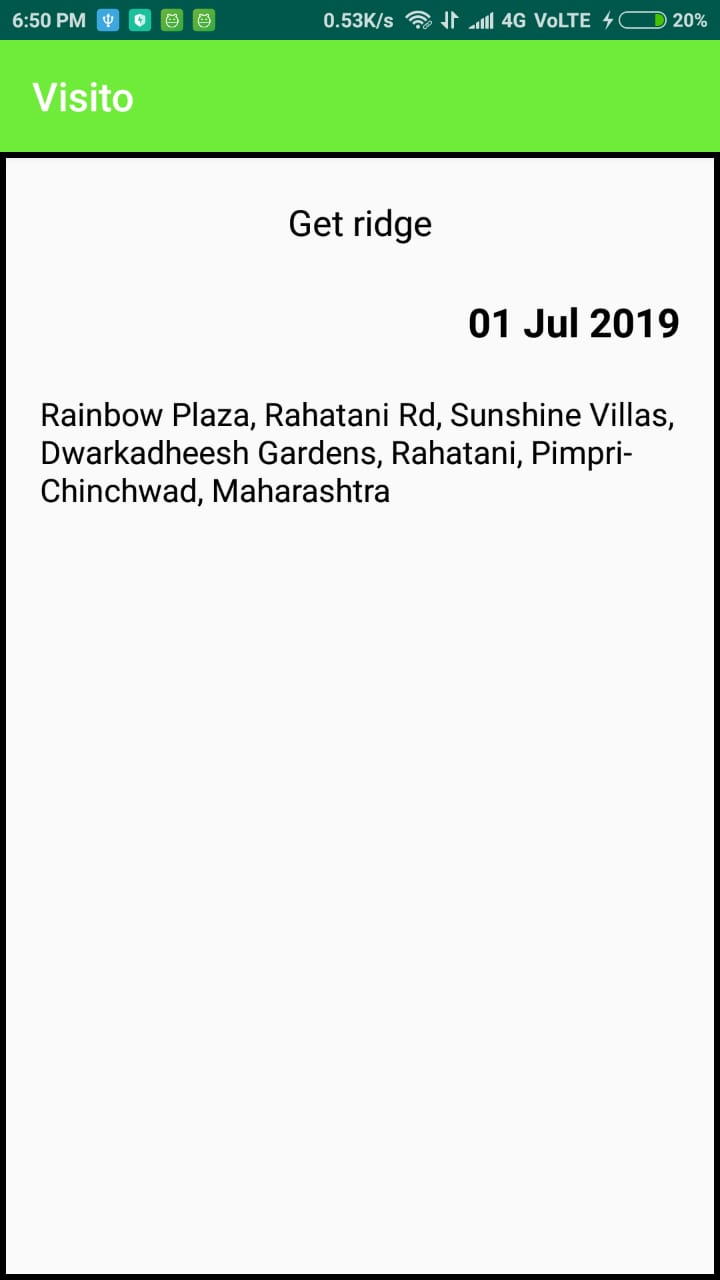 6:50 PM 0.53K/s 4G VoLTE 20%
Visito
Get ridge
01 Jul 2019
Rainbow Plaza, Rahatani Rd, Sunshine Villas,
Dwarkadheesh Gardens, Rahatani, Pimpri-
Chinchwad, Maharashtra